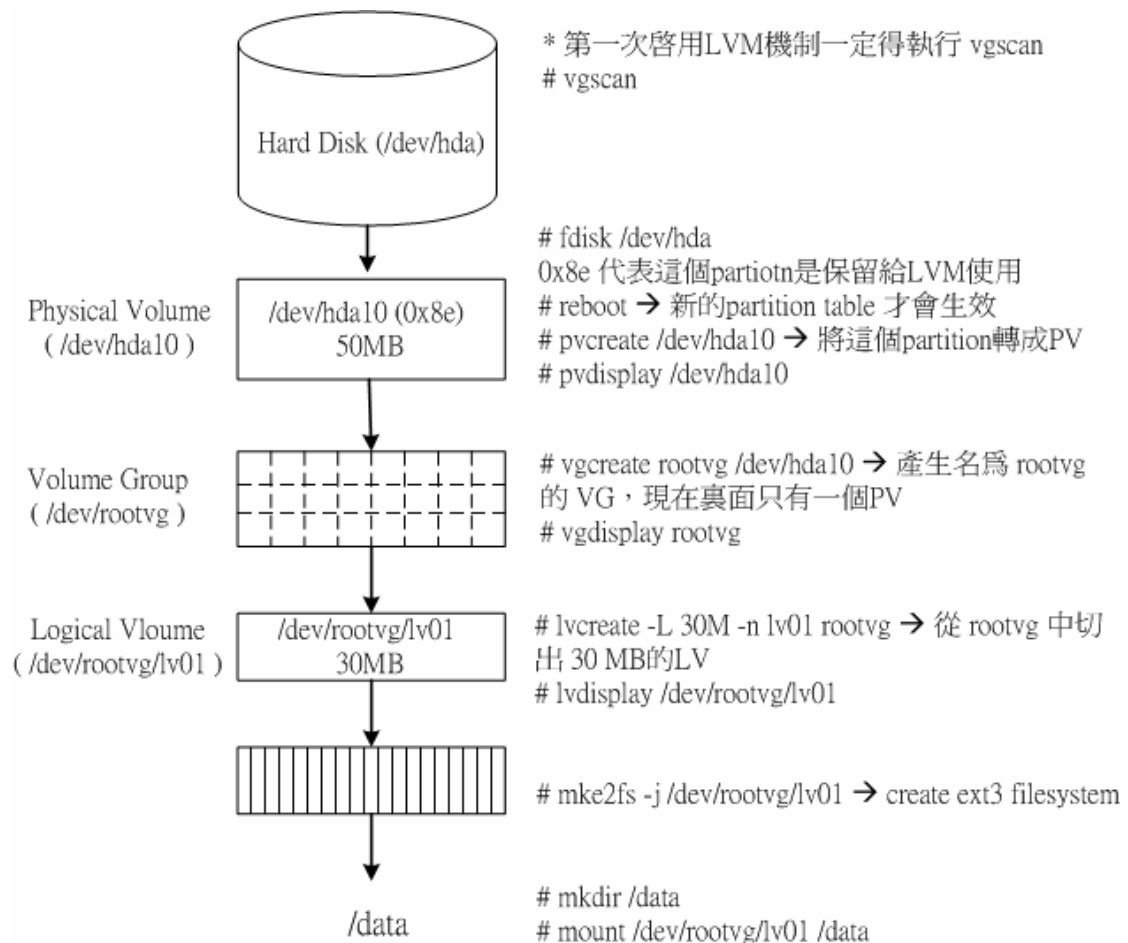 * 第一次啓用LVM機制一定得執行 vgscan
# vgscan
Hard Disk (/dev/hda)
# fdisk /dev/hda
0x8e 代表這個partiotn是保留給LVM使用
# reboot → 新的partition table 才會生效
# pvcreate /dev/hda10 → 將這個partition轉成PV
# pvdisplay /dev/hda10
Physical Volume
( /dev/hda10 )
/dev/hda10 (0x8e)
50MB
Volume Group
( /dev/rootvg )
# vgcreate rootvg /dev/hda10 → 產生名爲 rootvg
的 VG，現在裏面只有一個PV
# vgdisplay rootvg
Logical Vloume
( /dev/rootvg/lv01 )
/dev/rootvg/lv01
30MB
# lvcreate -L 30M -n lv01 rootvg → 從 rootvg 中切
出 30 MB的LV
# lvdisplay /dev/rootvg/lv01
# mke2fs -j /dev/rootvg/lv01 → create ext3 filesystem
/data
# mkdir /data
# mount /dev/rootvg/lv01 /data